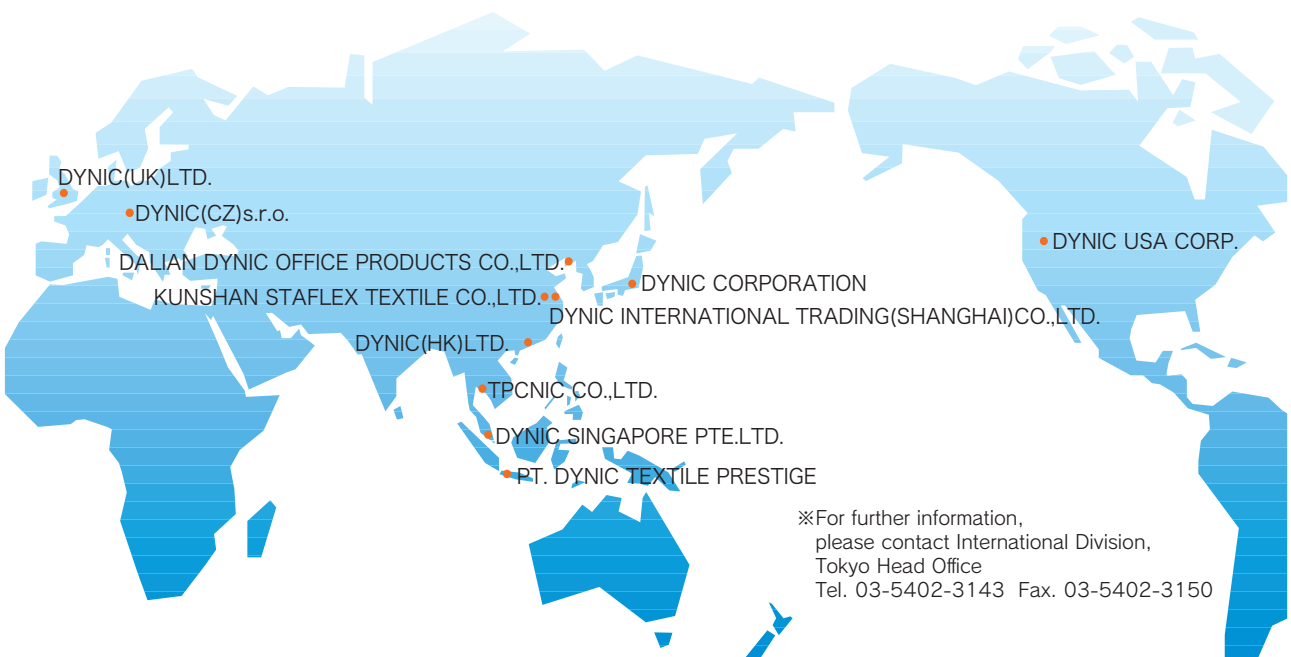 DYNIC(UK)LTD.
DYNIC(CZ)s.r.o.
DYNIC USA CORP.
DALIAN DYNIC OFFICE PRODUCTS CO.,LTD.
DYNIC CORPORATION
KUNSHAN STAFLEX TEXTILE CO.,LTD.
DYNIC INTERNATIONAL TRADING(SHANGHAI)CO.,LTD.
DYNIC(HK)LTD.
TPCNIC CO.,LTD.
DYNIC SINGAPORE PTE.LTD.
PT. DYNIC TEXTILE PRESTIGE
※For further information,
please contact International Division,
Tokyo Head Office
Tel. 03-5402-3143 Fax. 03-5402-3150